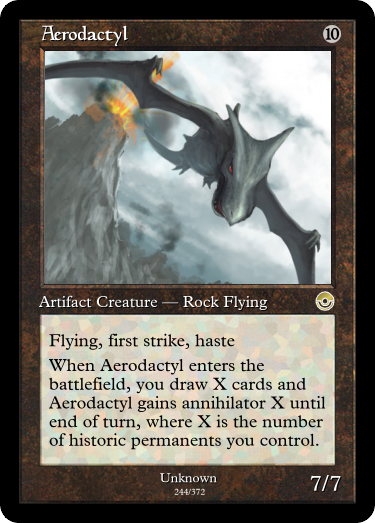 Aerodactyl
10
Artifact Creature — Rock Flying
Flying, first strike, haste
When Aerodactyl enters the
battlefield, you draw X cards and
Aerodactyl gains annihilator X until
end of turn, where X is the number
of historic permanents you control.
Unknown
244/372
7/7